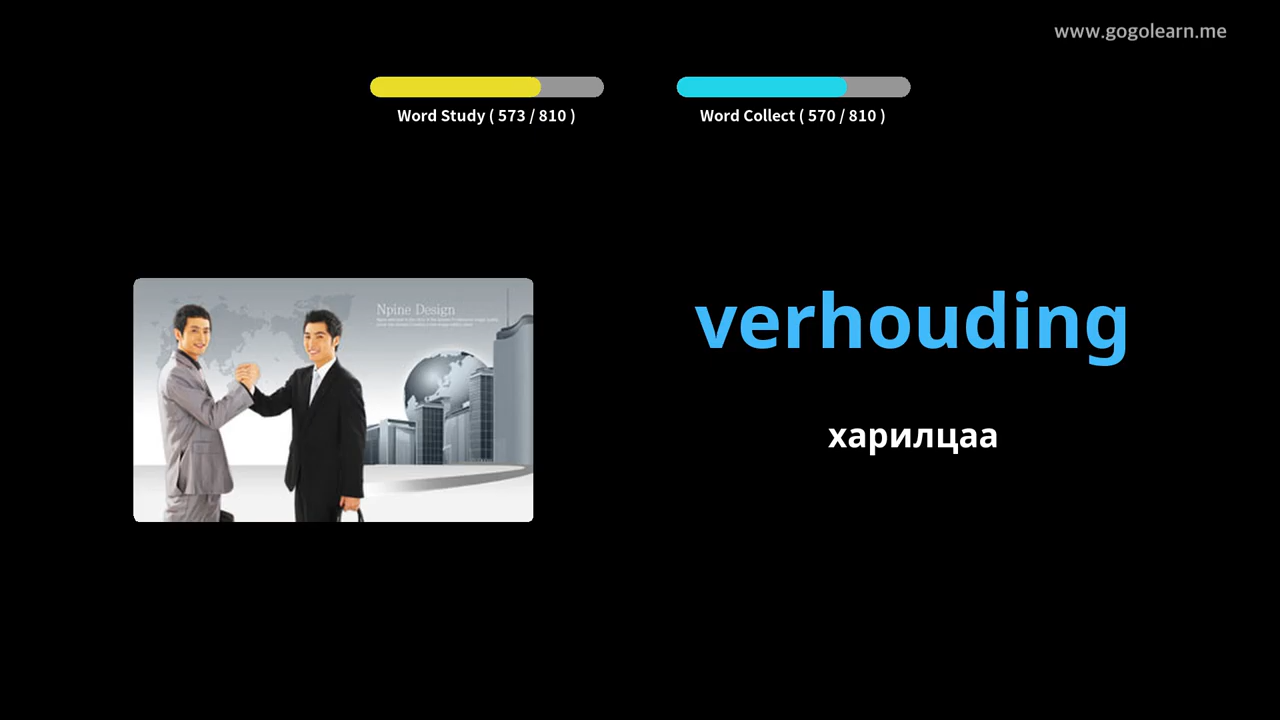 www.gogolearn.me
Word Study ( 573 / 810 )
Word Collect ( 570 / 810 )
Npine Design
verhouding
харилцаа